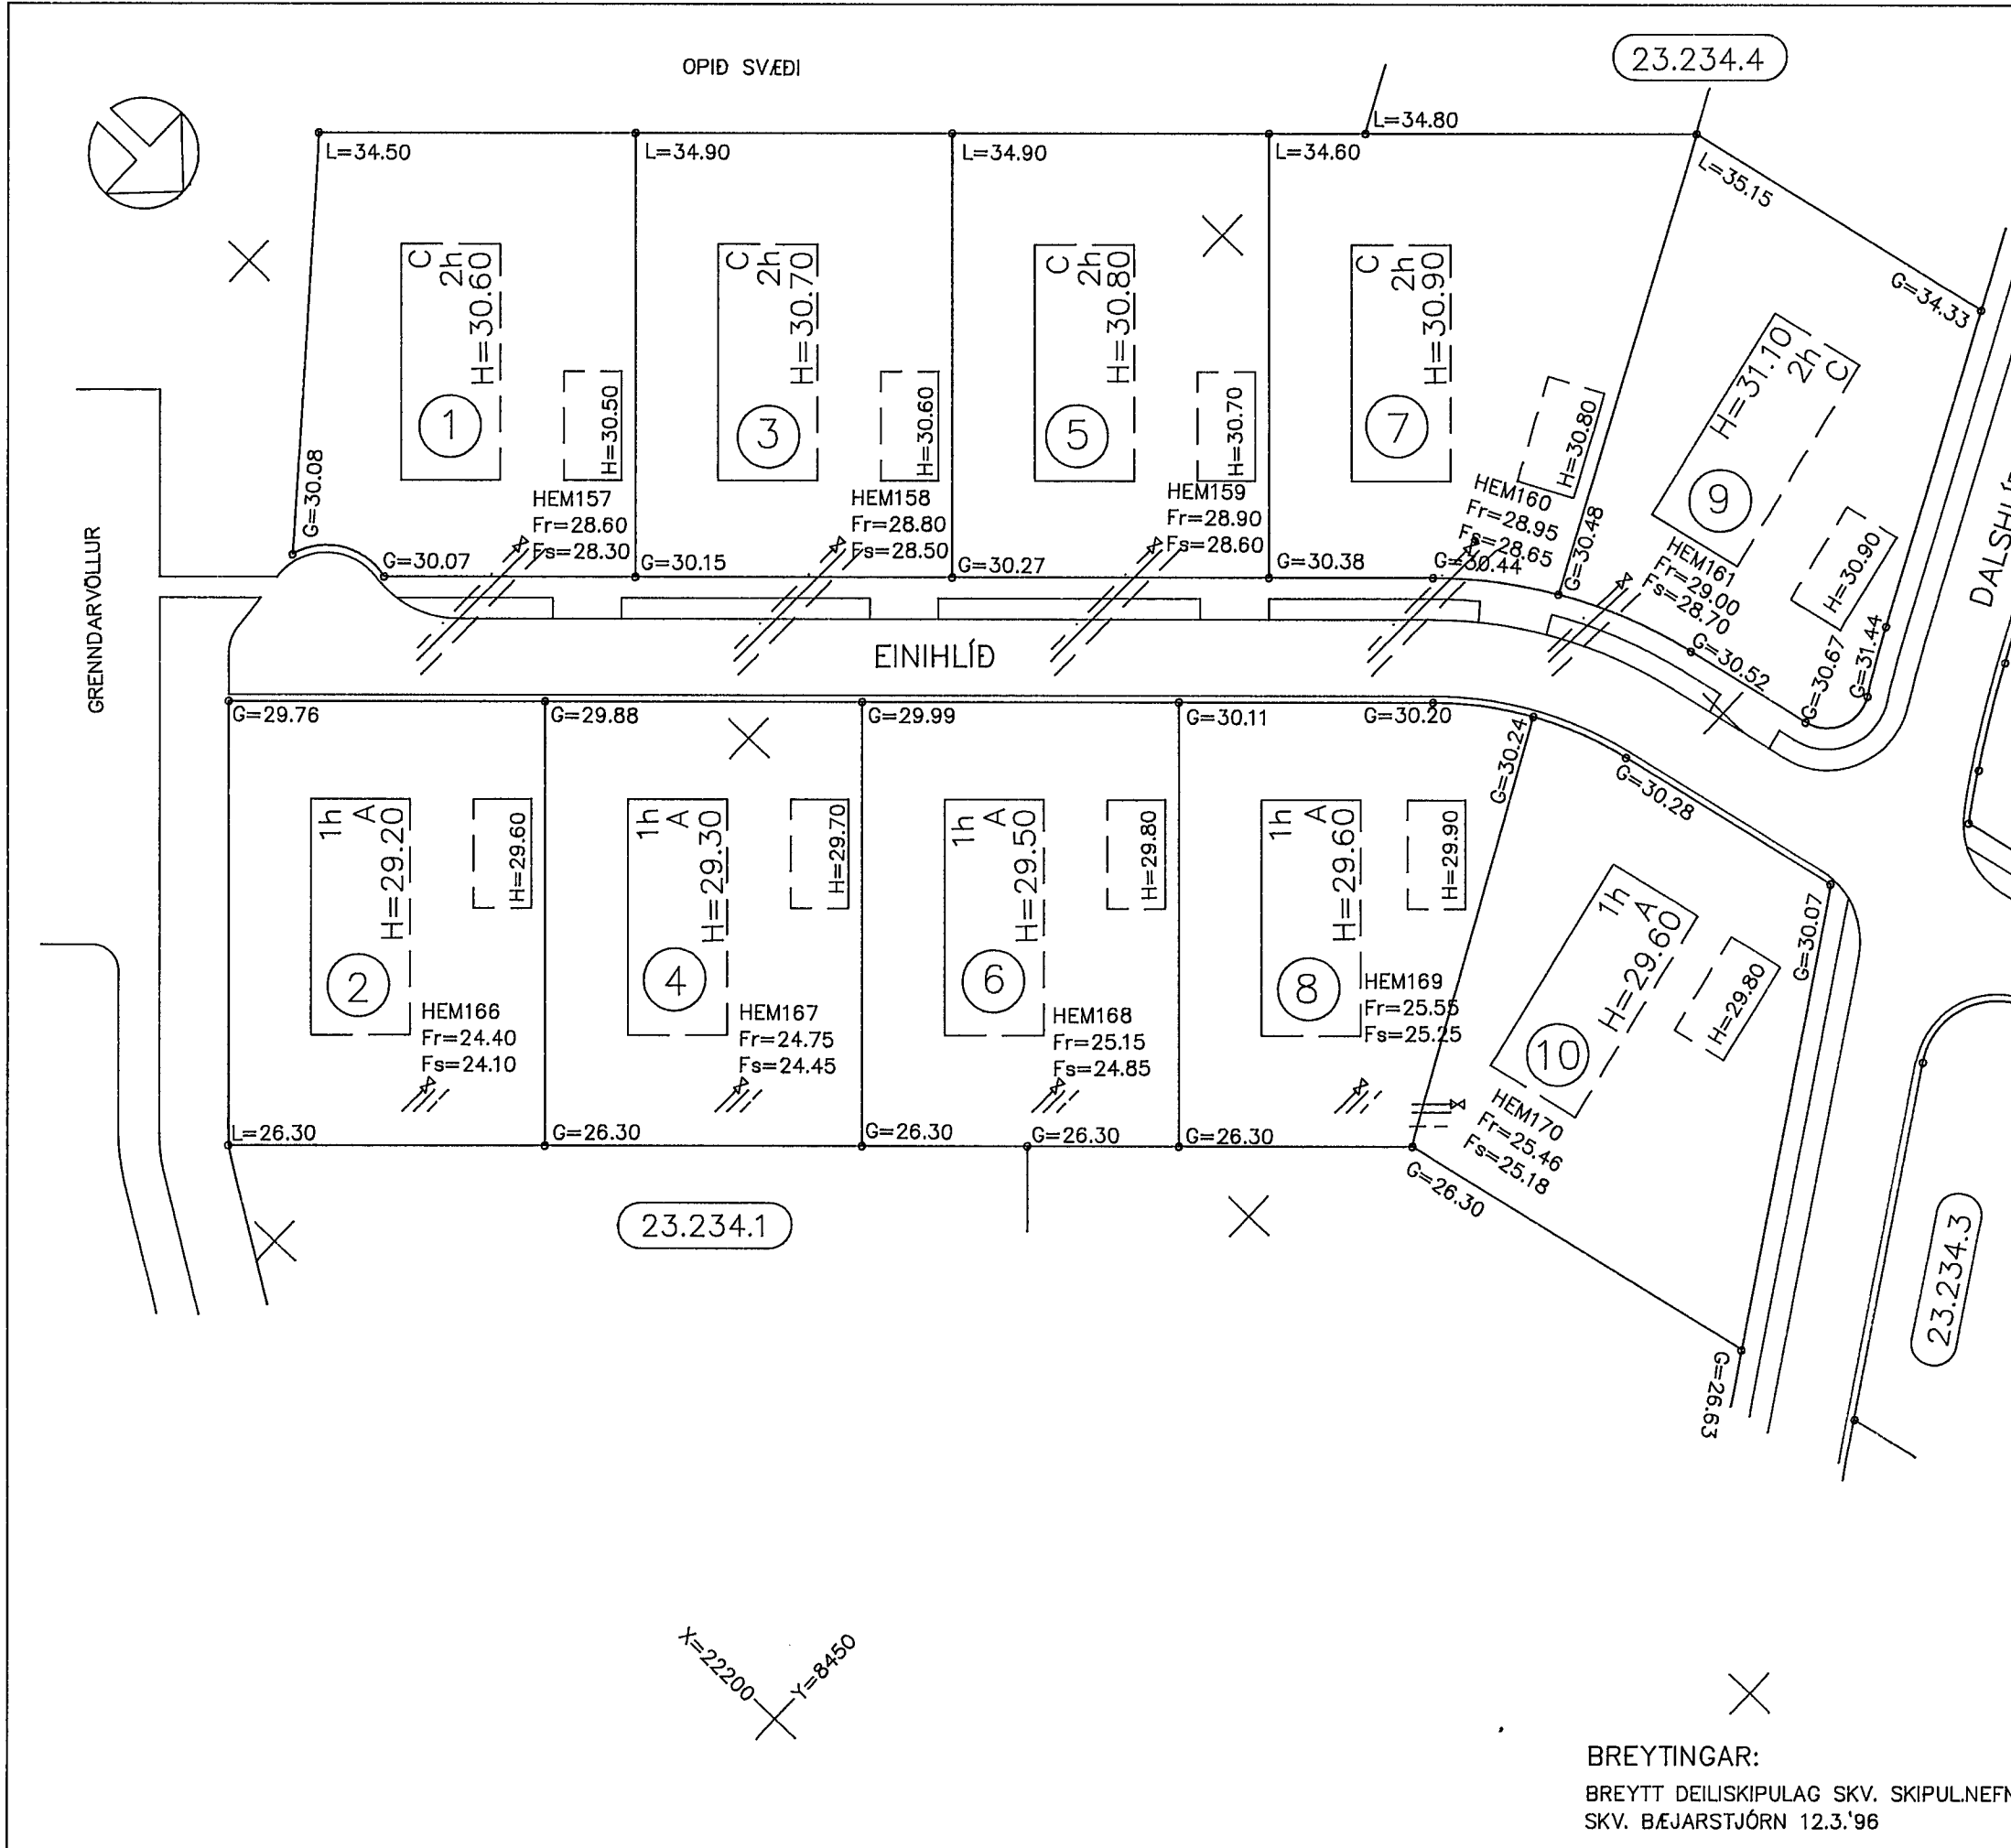 OPIÐ SVÆÐI
23.234.4
L=34.50
L=34.90
L=34.90
L=34.60
L=34.80
L=35.15
G=34.33
C
2h
H=30.60
1
H=30.50
C
2h
H=30.70
3
H=30.60
C
2h
H=30.80
5
H=30.70
C
2h
H=30.90
7
H=30.80
C
2h
H=31.10
9
H=30.90
G=30.08
HEM157
Fr=28.60
Fs=28.30
HEM158
Fr=28.80
Fs=28.50
HEM159
Fr=28.90
Fs=28.60
HEM160
Fr=28.95
Fs=28.65
HEM161
Fr=29.00
Fs=28.70
G=30.07
G=30.15
G=30.27
G=30.38
G=30.44
G=30.48
G=30.52
G=30.67
G=31.44
GRENNDARVÖLLUR
EINIHLÍÐ
G=29.76
G=29.88
G=29.99
G=30.11
G=30.20
G=30.24
G=30.28
G=30.07
1h
A
H=29.20
2
H=29.60
1h
A
H=29.30
4
H=29.70
1h
A
H=29.50
6
H=29.80
1h
A
H=29.60
8
H=29.90
1h
A
H=29.60
10
H=29.80
HEM166
Fr=24.40
Fs=24.10
HEM167
Fr=24.75
Fs=24.45
HEM168
Fr=25.15
Fs=24.85
HEM169
Fr=25.55
Fs=25.25
HEM170
Fr=25.46
Fs=25.18
L=26.30
G=26.30
G=26.30
G=26.30
G=26.30
G=26.30
G=26.63
23.234.1
23.234.3
X=22200
Y=8450
BREYTINGAR:
BREYTT DEILISKIPULAG SKV. SKIPUL.NEFN
SKV. BÆJARSTJÓRN 12.3.'96